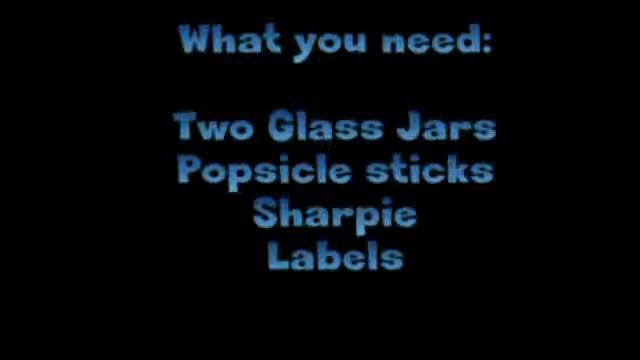 What you need:
Two Glass Jars
Popsicle sticks
Sharpie
Labels